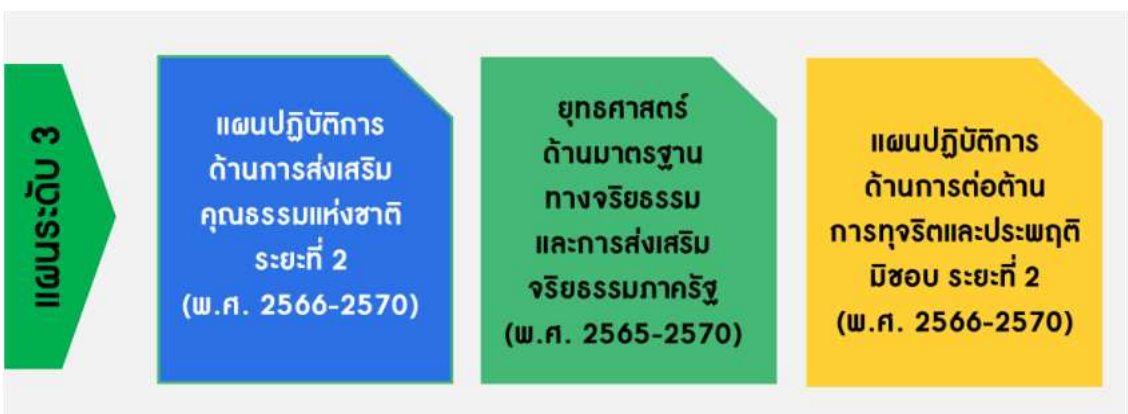 แผนระดับ 3
แผนปฏิบัติการ
ด้านการส่งเสริม
คุณธรรมแห่งชาติ
ระยะที่ 2
(พ.ศ. 2566-2570)
ยุทธศาสตร์
ด้านมาตรฐาน
ทางจริยธรรม
และการส่งเสริม
จริยธรรมภาครัฐ
(พ.ศ. 2565-2570)
แผนปฏิบัติการ
ด้านการต่อต้าน
การทุจริตและประพฤติ
มิชอบ ระยะที่ 2
(พ.ศ. 2566-2570)